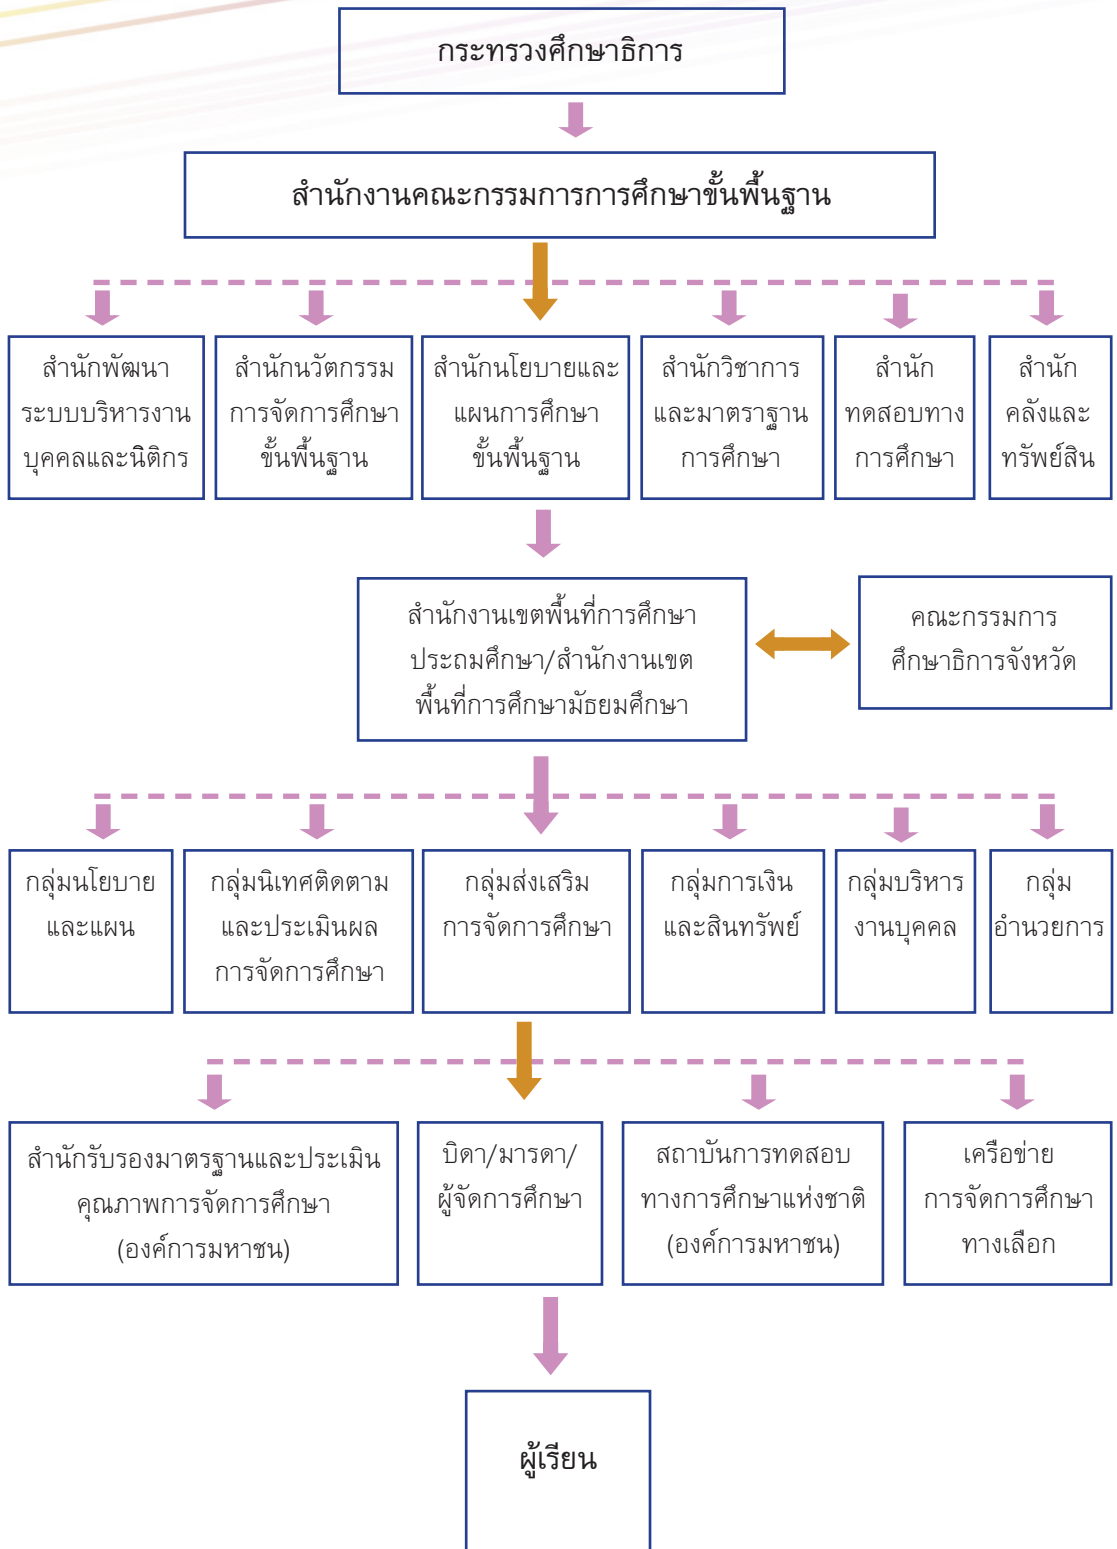 กระทรวงศึกษาธิการ
สำนักงานคณะกรรมการการศึกษาขั้นพื้นฐาน
สำนักพัฒนา
ระบบบริหารงาน
บุคคลและนิติกร
สำนักนวัตกรรม
การจัดการศึกษา
ขั้นพื้นฐาน
สำนักนโยบายและ
แผนการศึกษา
ขั้นพื้นฐาน
สำนักวิชาการ
และมาตราฐาน
การศึกษา
สำนัก
ทดสอบทาง
การศึกษา
สำนัก
คลังและ
ทรัพย์สิน
สำนักงานเขตพื้นที่การศึกษา
ประถมศึกษา/สำนักงานเขต
พื้นที่การศึกษามัธยมศึกษา
คณะกรรมการ
ศึกษาธิการจังหวัด
กลุ่มนโยบาย
และแผน
กลุ่มนิเทศติดตาม
และประเมินผล
การจัดการศึกษา
กลุ่มส่งเสริม
การจัดการศึกษา
กลุ่มการเงิน
และสินทรัพย์
กลุ่มบริหาร
งานบุคคล
กลุ่ม
อำนวยการ
สำนักรับรองมาตรฐานและประเมิน
คุณภาพการจัดการศึกษา
(องค์การมหาชน)
บิดา/มารดา/
ผู้จัดการศึกษา
สถาบันการทดสอบ
ทางการศึกษาแห่งชาติ
(องค์การมหาชน)
เครือข่าย
การจัดการศึกษา
ทางเลือก
ผู้เรียน